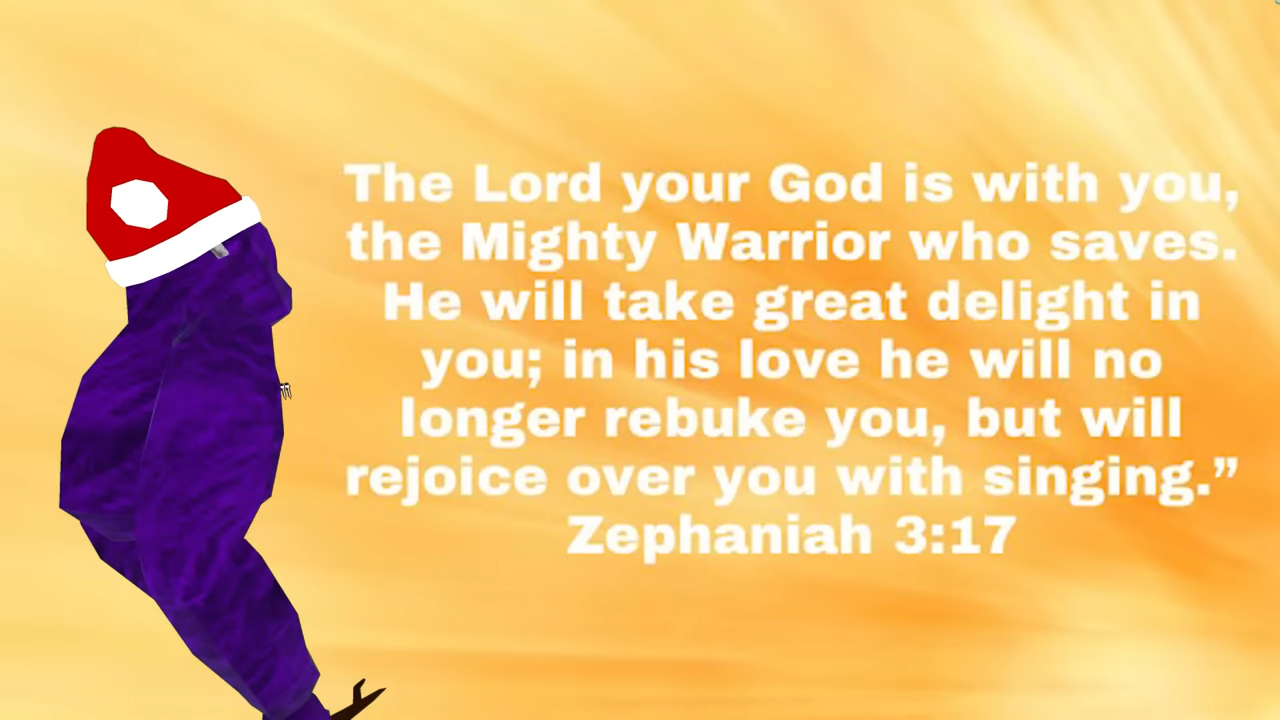 The Lord your God is with you,
the Mighty Warrior who saves.
He will take great delight in
you; in his love he will no
longer rebuke you, but will
rejoice over you with singing.”
Zephaniah 3:17